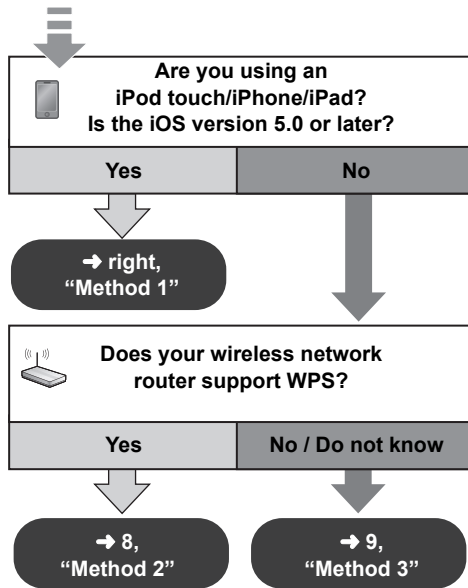 Are you using an
iPod touch/iPhone/iPad?
Is the iOS version 5.0 or later?
Yes
No
➜ right,
“Method 1”
Does your wireless network
router support WPS?
Yes
No / Do not know
➜ 8,
“Method 2”
➜ 9,
“Method 3”